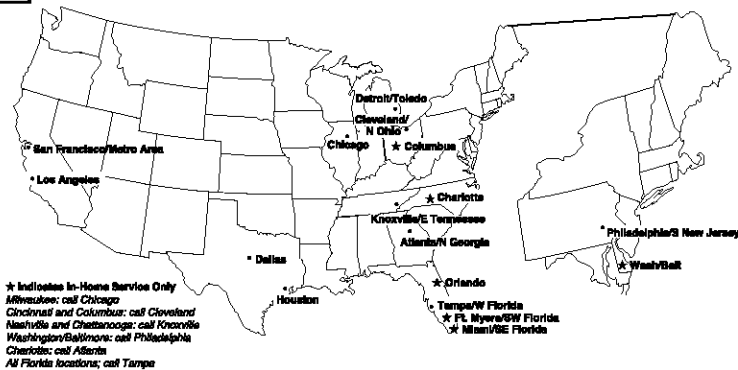 Detroit/Toledo
Cleveland/
N Ohio
Chicago
Columbus
San Francisco/Metro Area
Los Angeles
Charlotte
Knoxville/E Tennessee
Atlanta/N Georgia
Philadelphia/S New Jersey
Wash/Balt
Dallas
Houston
Orlando
Tampa/W Florida
Ft. Myers/SW Florida
Miami/SE Florida
★ Indicates In-Home Service Only
Milwaukee: call Chicago
Cincinnati and Columbus: call Cleveland
Nashville and Chattanooga: call Knoxville
Washington/Baltimore: call Philadelphia
Charlotte: call Atlanta
All Florida locations; call Tampa